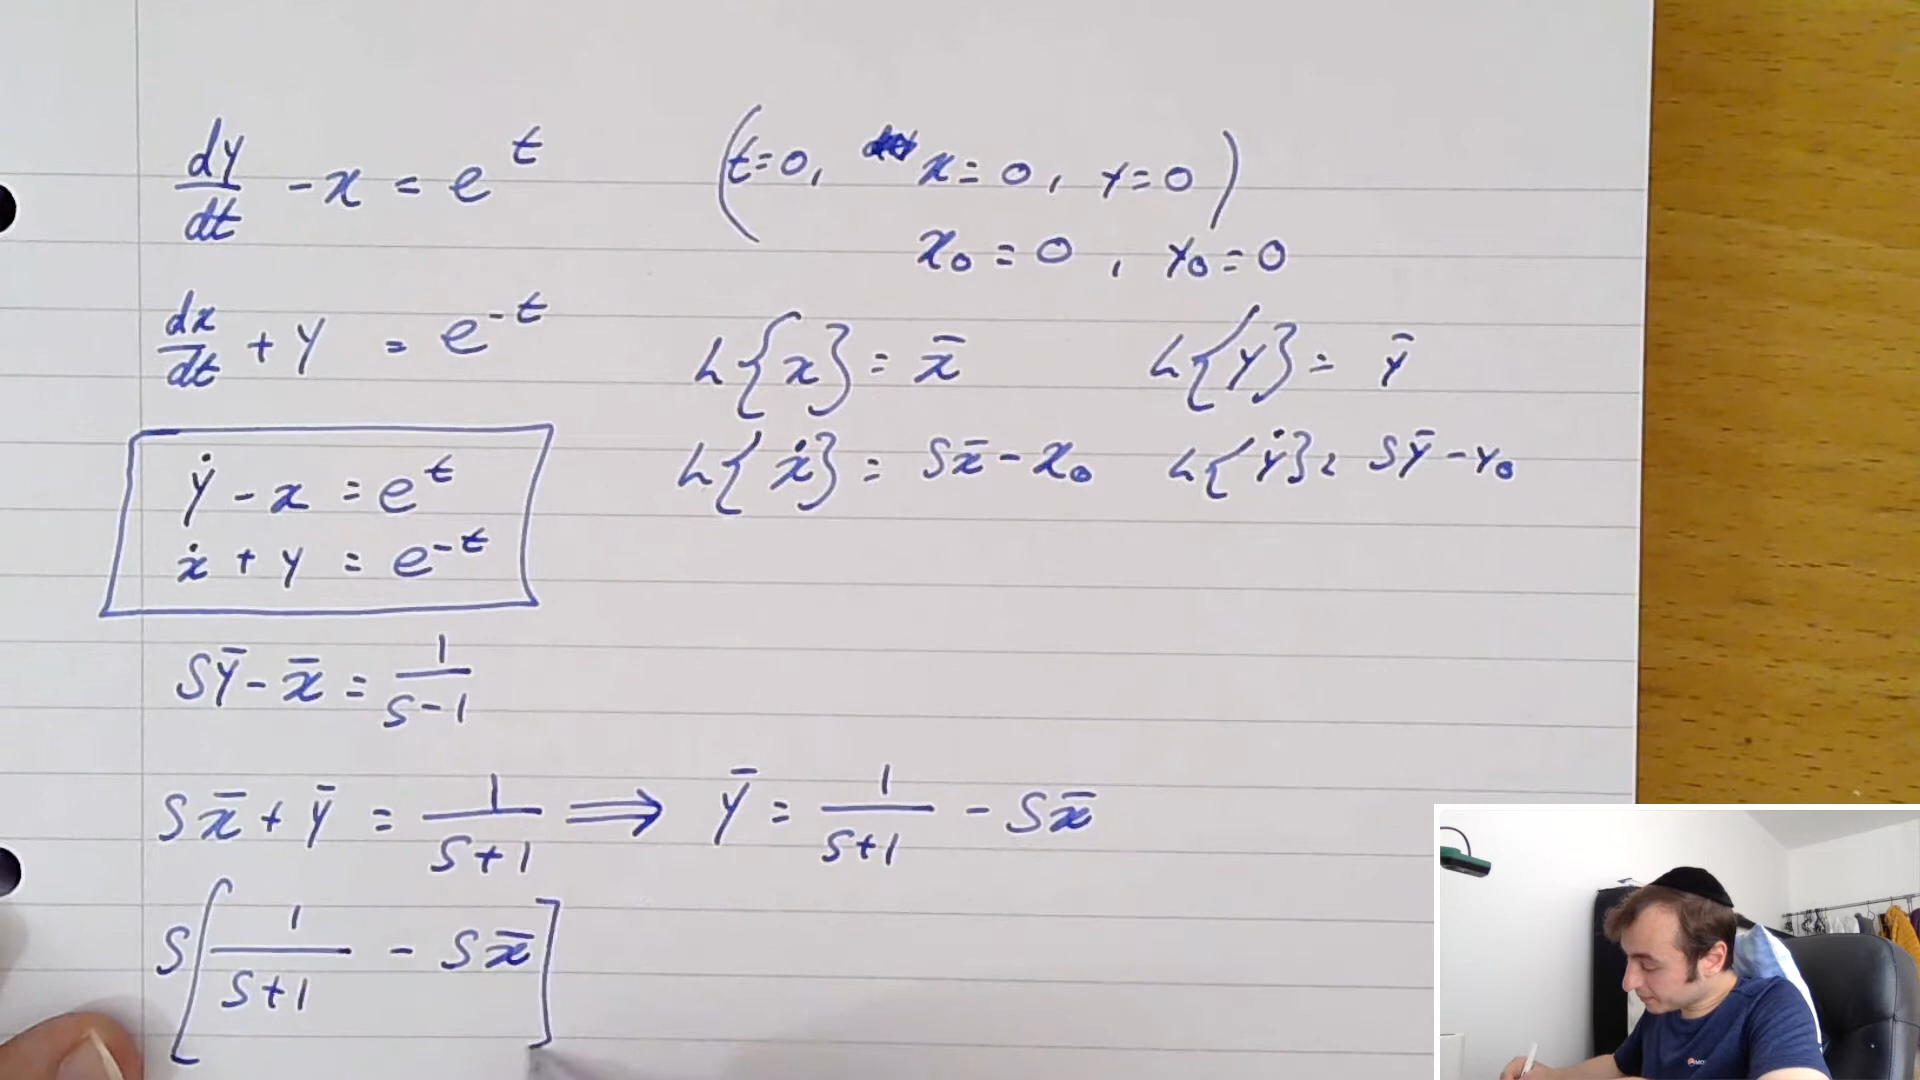 dy/dt - x = e^t (t=0, x=0, y=0)
x₀ = 0, y₀=0
dx/dt + y = e^-t
L{x} = x̄ L{y} = ȳ
L{ẋ} = Sx̄ - x₀ L{ẏ} = Sȳ - y₀
ẏ - x = e^t
ẋ + y = e^-t
Sȳ - x̄ = 1/(S-1)
Sx̄ + ȳ = 1/(S+1) ⟹ ȳ = 1/(S+1) - Sx̄
S[1/(S+1) - Sx̄]